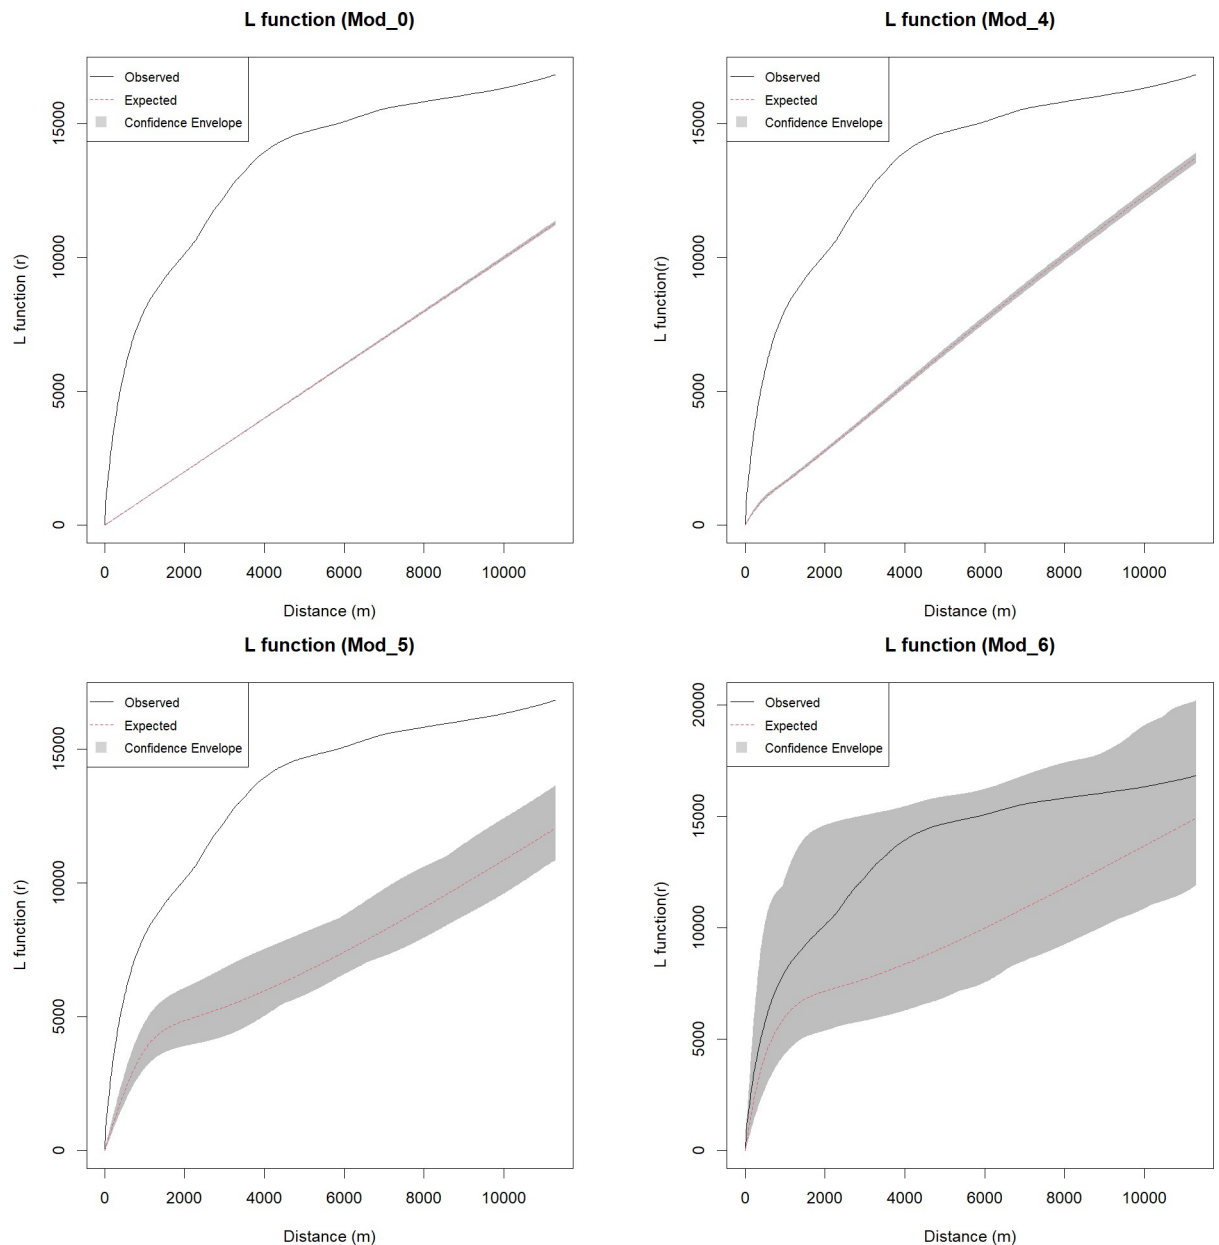 L function (Mod_0)
Observed
Expected
Confidence Envelope
L function (r)
15000
10000
5000
0
0 2000 4000 6000 8000 10000
Distance (m)
L function (Mod_4)
Observed
Expected
Confidence Envelope
L function(r)
15000
10000
5000
0
0 2000 4000 6000 8000 10000
Distance (m)
L function (Mod_5)
Observed
Expected
Confidence Envelope
L function (r)
15000
10000
5000
0
0 2000 4000 6000 8000 10000
Distance (m)
L function (Mod_6)
Observed
Expected
Confidence Envelope
L function(r)
20000
15000
10000
5000
0
0 2000 4000 6000 8000 10000
Distance (m)